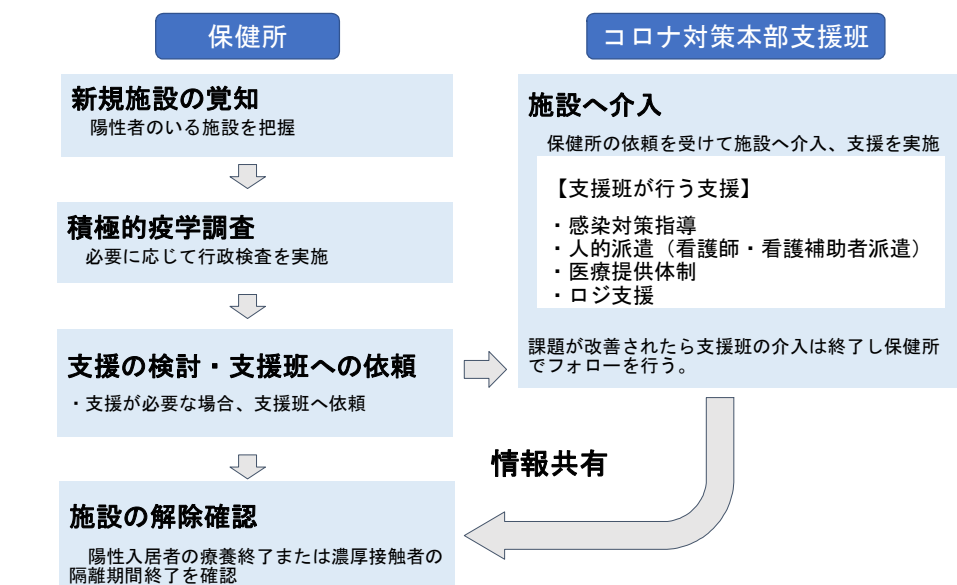 保健所
新規施設の覚知
陽性者のいる施設を把握
積極的疫学調査
必要に応じて行政検査を実施
支援の検討・支援班への依頼
・支援が必要な場合、支援班へ依頼
施設の解除確認
陽性入居者の療養終了または濃厚接触者の
隔離期間終了を確認
コロナ対策本部支援班
施設へ介入
保健所の依頼を受けて施設へ介入、支援を実施
【支援班が行う支援】
・感染対策指導
・人的派遣（看護師・看護補助者派遣）
・医療提供体制
・ロジ支援
課題が改善されたら支援班の介入は終了し保健所
でフォローを行う。
情報共有